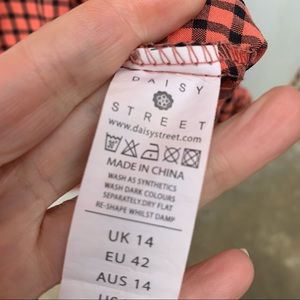 DAISY
STREET
www.daisystreet.com
MADE IN CHINA
WASH AS SYNTHETICS
WASH DARK COLOURS
SEPARATELY.DRY FLAT
RE-SHAPE WHILST DAMP
UK 14
EU 42
AUS 14